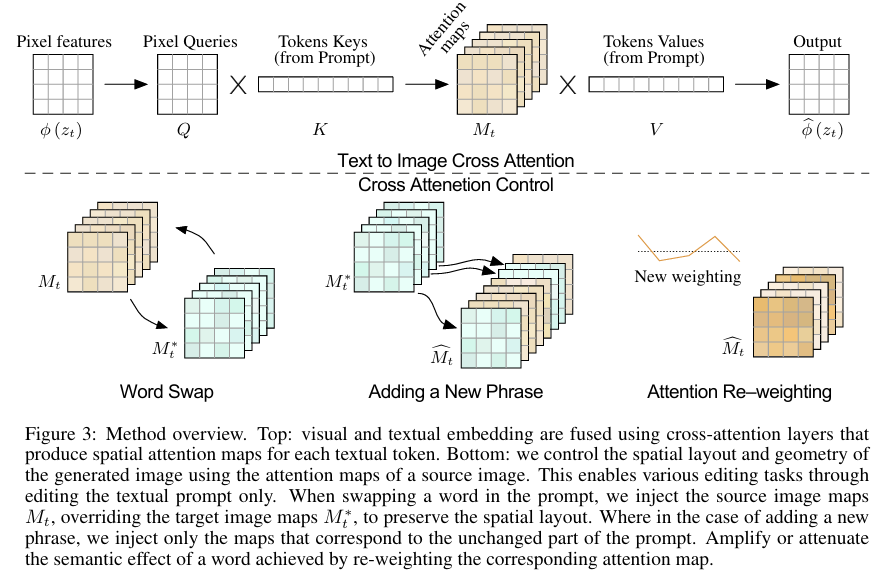 Pixel features
Pixel Queries
Tokens Keys
(from Prompt)
Attention
maps
Tokens Values
(from Prompt)
Output
ϕ (z_t)
Q
K
M_t
V
ϕ̂ (z_t)
Text to Image Cross Attention
Cross Attenetion Control
M_t
M_t^*
M_t^*
M̂_t
New weighting
M̂_t
Word Swap
Adding a New Phrase
Attention Re–weighting
Figure 3: Method overview. Top: visual and textual embedding are fused using cross-attention layers that
produce spatial attention maps for each textual token. Bottom: we control the spatial layout and geometry of
the generated image using the attention maps of a source image. This enables various editing tasks through
editing the textual prompt only. When swapping a word in the prompt, we inject the source image maps
M_t, overriding the target image maps M_t^*, to preserve the spatial layout. Where in the case of adding a new
phrase, we inject only the maps that correspond to the unchanged part of the prompt. Amplify or attenuate
the semantic effect of a word achieved by re-weighting the corresponding attention map.